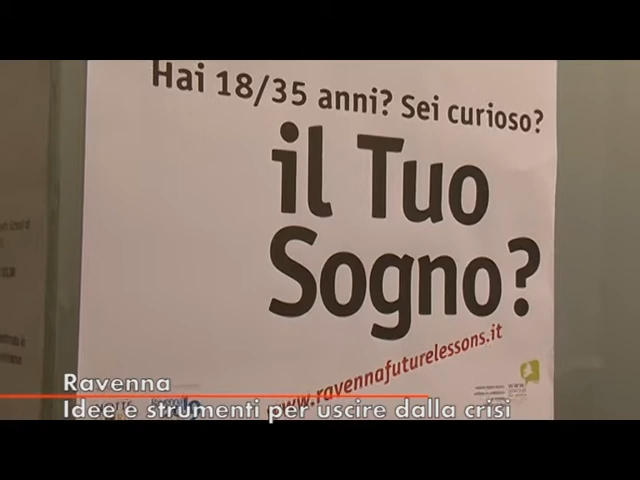 Hai 18/35 anni? Sei curioso?
il Tuo
Sogno?
www.ravennafuturelessons.it
Ravenna
Idee e strumenti per uscire dalla crisi